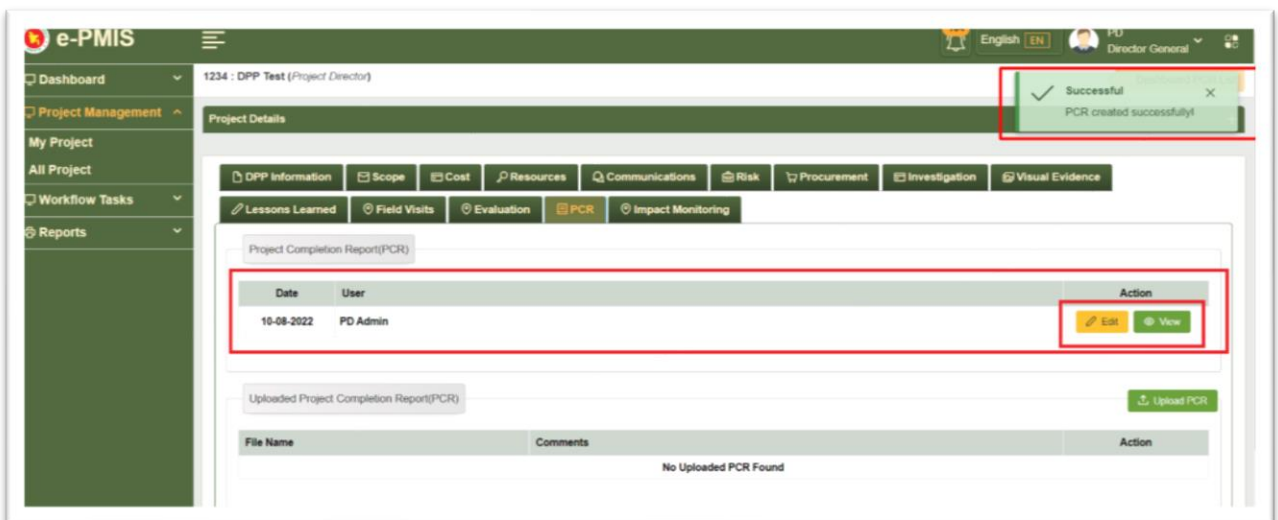 e-PMIS
English EN
PD
Director General
Dashboard
1234 : DPP Test (Project Director)
Successful
PCR created successfully!
Project Management
Project Details
My Project
All Project
Workflow Tasks
Reports
DPP Information Scope Cost Resources Communications Risk Procurement Investigation Visual Evidence
Lessons Learned Field Visits Evaluation PCR Impact Monitoring
Project Completion Report(PCR)
Date User Action
10-08-2022 PD Admin Edit View
Uploaded Project Completion Report(PCR)
Upload PCR
File Name Comments Action
No Uploaded PCR Found